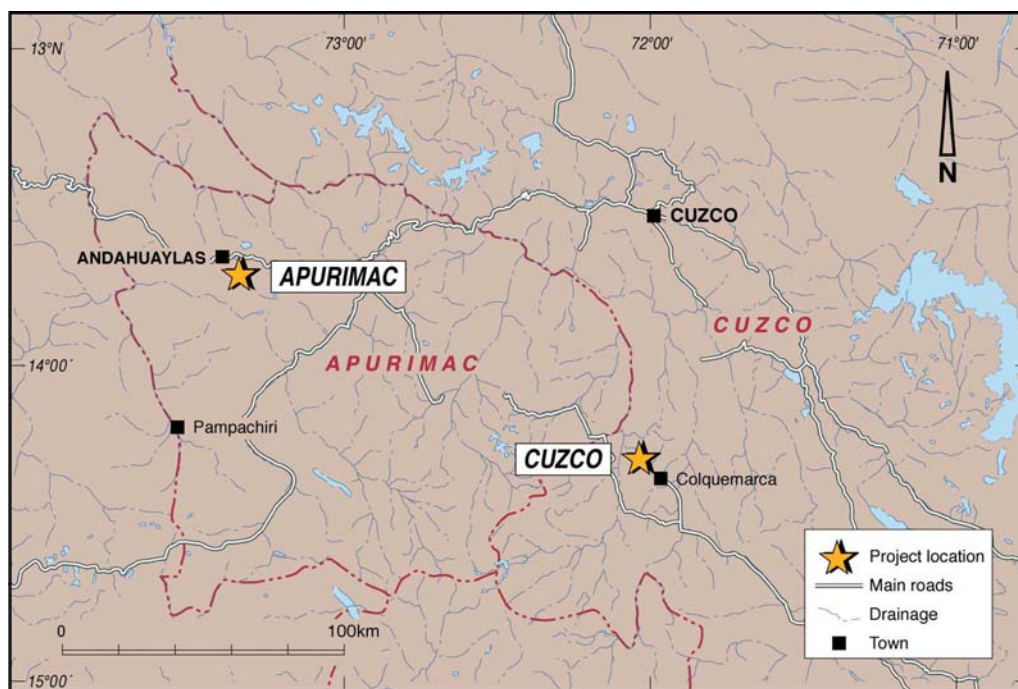 13°N
73°00'
72°00'
71°00'
N
CUZCO
ANDAHUAYLAS
APURIMAC
CUZCO
APURIMAC
14°00'
Pampachiri
CUZCO
Colquemarca
Project location
Main roads
Drainage
Town
0
100km
15°00'